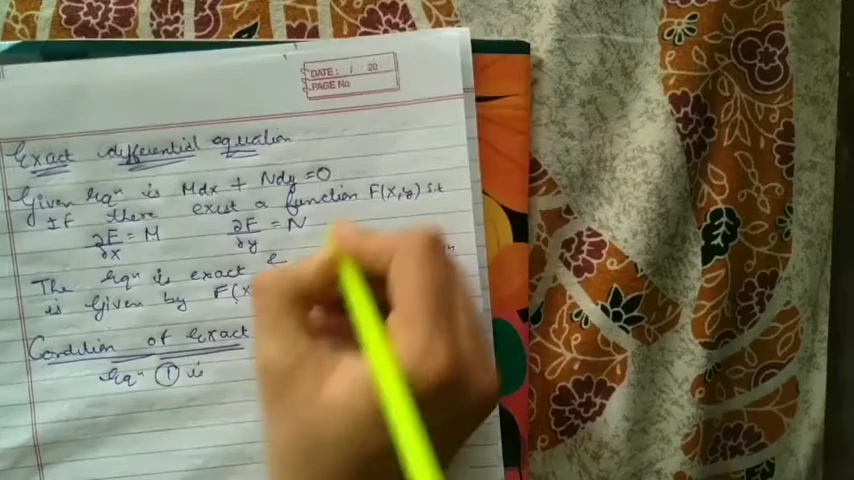 DATE: / 20
PAGE No
Exact differential equation
Given eqⁿ is Mdx + Ndy = 0
If there exist a function F(x,y) s.t
∂F/∂x = M ∂F/∂y = N
The eqⁿ is exact
is given by F(x
Condition of exact
eqⁿ ① is